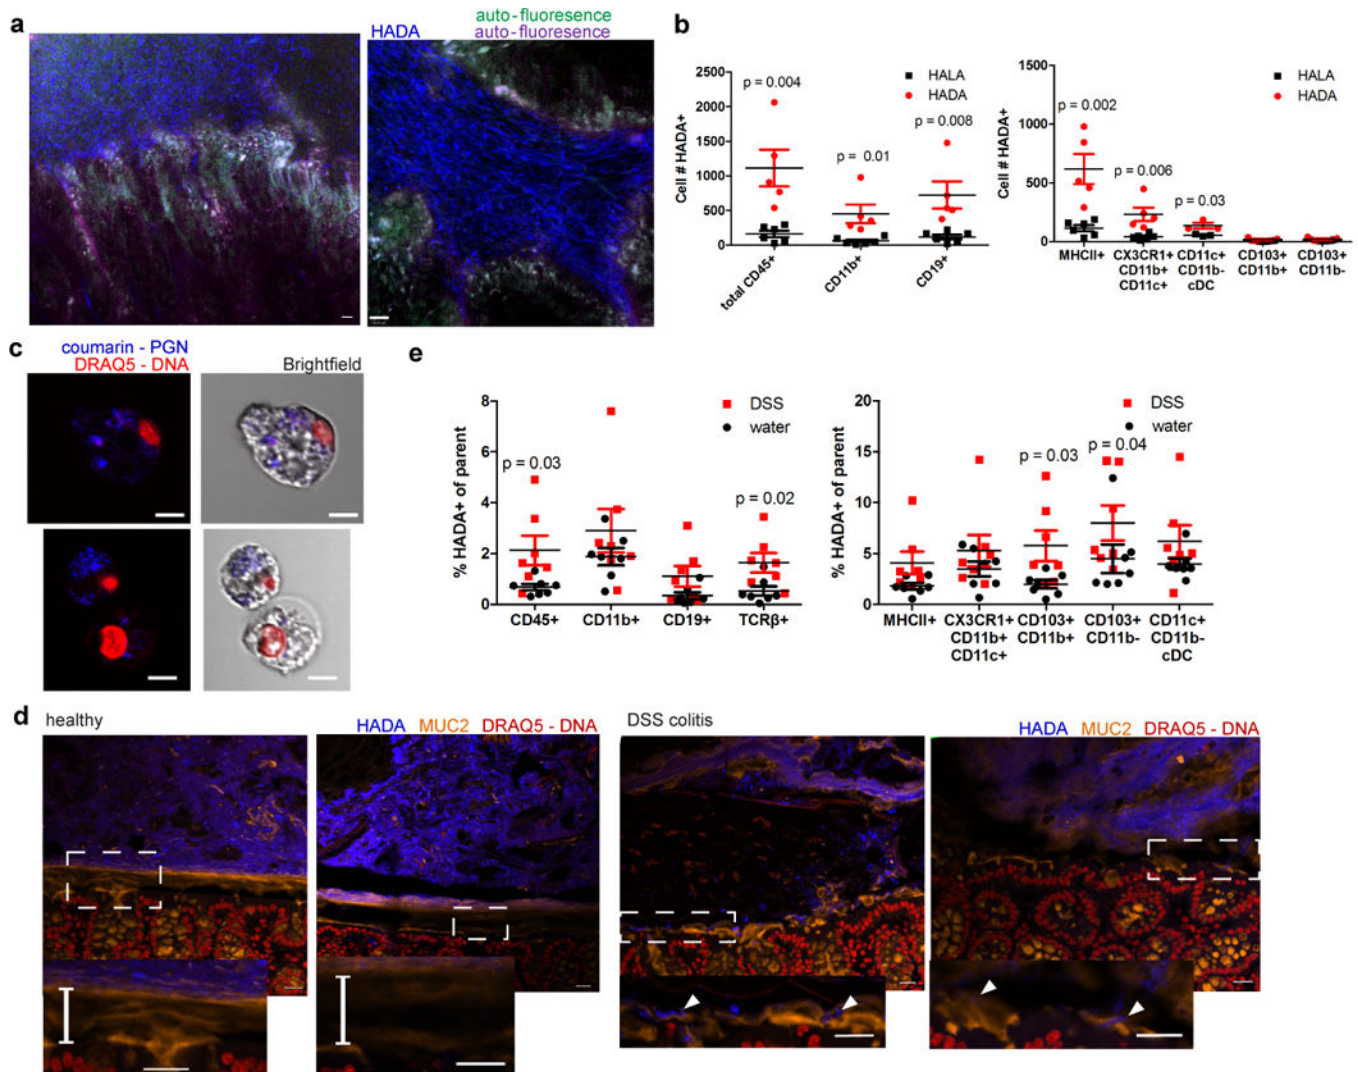 a
HADA
auto-fluoresence
auto-fluoresence
b
2500
2000
1500
1000
500
0
Cell # HADA+
p = 0.004
p = 0.01
p = 0.008
HALA
HADA
total CD45+
CD11b+
CD19+
1500
1000
500
0
Cell # HADA+
p = 0.002
p = 0.006
p = 0.03
HALA
HADA
MHCII+
CX3CR1+
CD11b+
CD11c+
CD11c+
CD11b-
cDC
CD103+
CD11b+
CD103+
CD11b-
c
coumarin - PGN
DRAQ5 - DNA
Brightfield
e
8
6
4
2
0
% HADA+ of parent
p = 0.03
p = 0.02
DSS
water
CD45+
CD11b+
CD19+
TCRβ+
20
15
10
5
0
% HADA+ of parent
p = 0.03
p = 0.04
DSS
water
MHCII+
CX3CR1+
CD11b+
CD11c+
CD103+
CD11b+
CD103+
CD11b-
CD11c+
CD11b-
cDC
d
healthy
HADA MUC2 DRAQ5 - DNA
DSS colitis
HADA MUC2 DRAQ5 - DNA